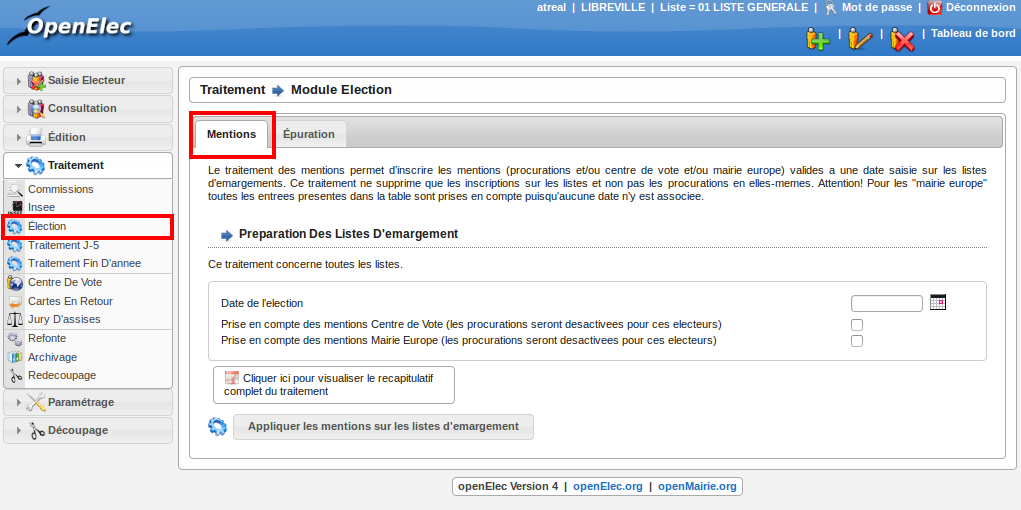 OpenElec
atreal | LIBREVILLE | Liste = 01 LISTE GENERALE | Mot de passe | Déconnexion
| | | Tableau de bord
Saisie Electeur
Consultation
Édition
Traitement
Commissions
Insee
Élection
Traitement J-5
Traitement Fin D'annee
Centre De Vote
Cartes En Retour
Jury D'assises
Refonte
Archivage
Redecoupage
Paramétrage
Découpage
Traitement Module Election
Mentions Épuration
Le traitement des mentions permet d'inscrire les mentions (procurations et/ou centre de vote et/ou mairie europe) valides a une date saisie sur les listes
d'emargements. Ce traitement ne supprime que les inscriptions sur les listes et non pas les procurations en elles-memes. Attention! Pour les "mairie europe"
toutes les entrees presentes dans la table sont prises en compte puisqu'aucune date n'y est associee.
Preparation Des Listes D'emargement
Ce traitement concerne toutes les listes.
Date de l'election
Prise en compte des mentions Centre de Vote (les procurations seront desactivees pour ces electeurs)
Prise en compte des mentions Mairie Europe (les procurations seront desactivees pour ces electeurs)
Cliquer ici pour visualiser le recapitulatif
complet du traitement
Appliquer les mentions sur les listes d'emargement
openElec Version 4 | openElec.org | openMairie.org